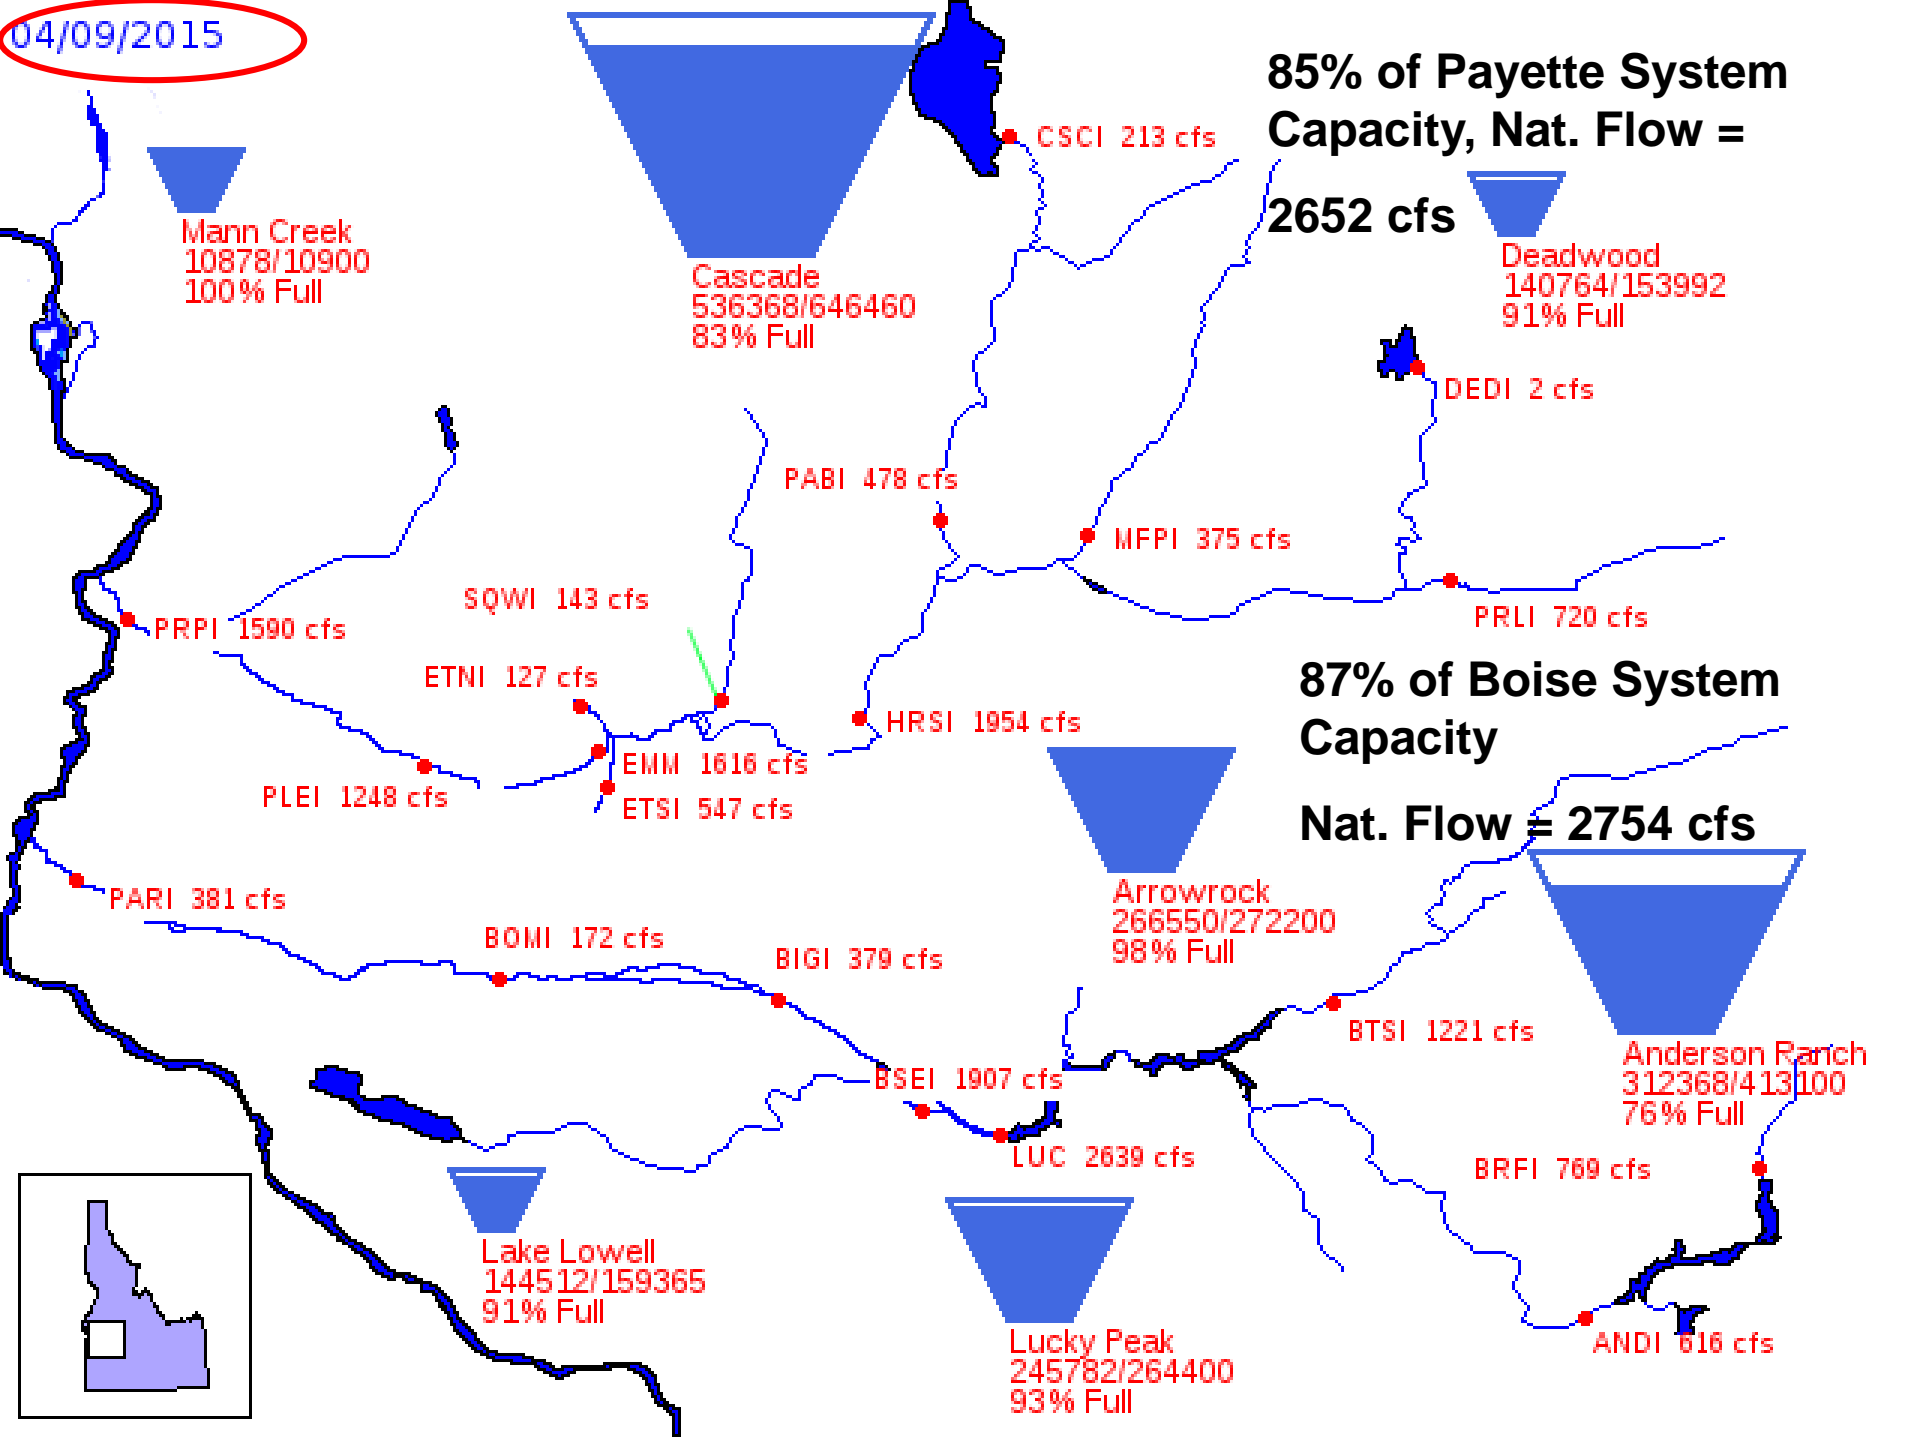 04/09/2015
85% of Payette System
Capacity, Nat. Flow =
2652 cfs
CSCI 213 cfs
Mann Creek
10878/10900
100% Full
Cascade
536368/646460
83% Full
Deadwood
140764/153992
91% Full
DEDI 2 cfs
PABI 478 cfs
MFPI 375 cfs
SQWI 143 cfs
PRPI 1590 cfs
PRLI 720 cfs
ETNI 127 cfs
87% of Boise System
Capacity
HRSI 1954 cfs
EMM 1616 cfs
PLEI 1248 cfs
ETSI 547 cfs
Nat. Flow = 2754 cfs
PARI 381 cfs
Arrowrock
266550/272200
98% Full
BOMI 172 cfs
BIGI 379 cfs
BTSI 1221 cfs
Anderson Ranch
312368/413100
76% Full
BSEI 1907 cfs
LUC 2639 cfs
BRFI 769 cfs
Lake Lowell
144512/159365
91% Full
Lucky Peak
245782/264400
93% Full
ANDI 616 cfs